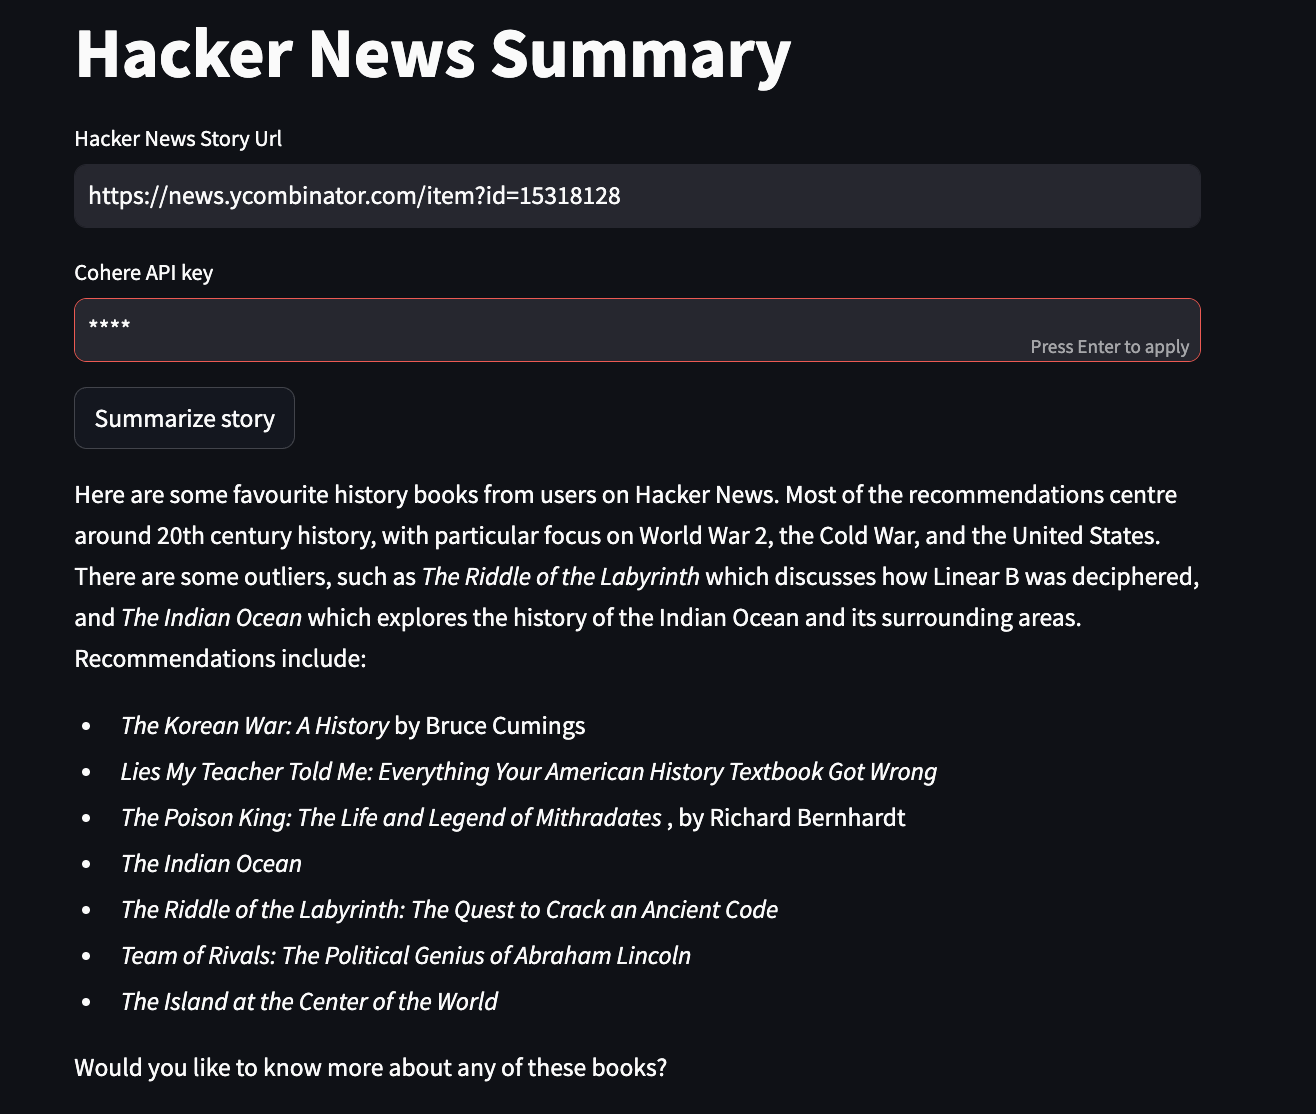 Hacker News Summary
Hacker News Story Url
https://news.ycombinator.com/item?id=15318128
Cohere API key
****
Press Enter to apply
Summarize story
Here are some favourite history books from users on Hacker News. Most of the recommendations centre
around 20th century history, with particular focus on World War 2, the Cold War, and the United States.
There are some outliers, such as The Riddle of the Labyrinth which discusses how Linear B was deciphered,
and The Indian Ocean which explores the history of the Indian Ocean and its surrounding areas.
Recommendations include:
• The Korean War: A History by Bruce Cumings
• Lies My Teacher Told Me: Everything Your American History Textbook Got Wrong
• The Poison King: The Life and Legend of Mithradates , by Richard Bernhardt
• The Indian Ocean
• The Riddle of the Labyrinth: The Quest to Crack an Ancient Code
• Team of Rivals: The Political Genius of Abraham Lincoln
• The Island at the Center of the World
Would you like to know more about any of these books?